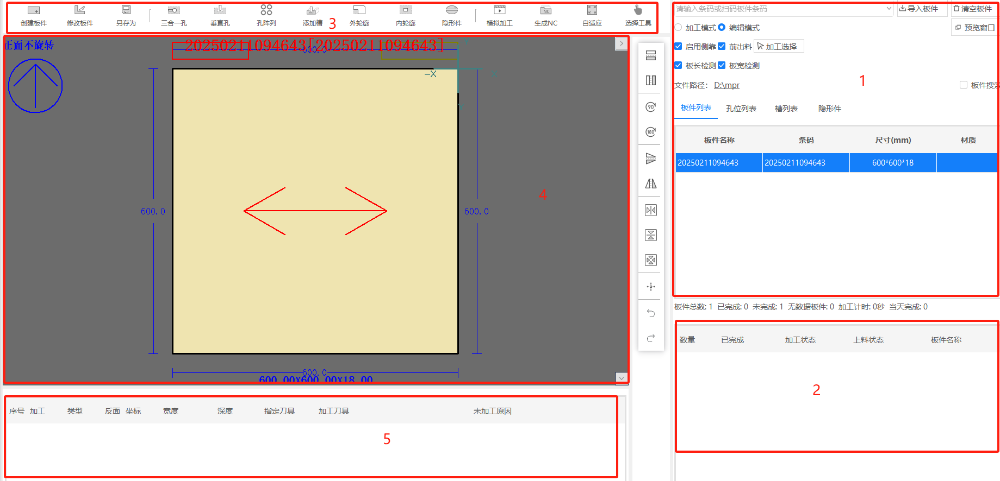 创建板件 修改板件 另存为 三合一孔 垂直孔 孔阵列 添加槽 外轮廓 内轮廓 隐形件 模拟加工 生成NC 自适应 选择工具
3
正面不旋转
20250211094643[20250211094643]
600.0
-X
X
Y
600.0
600.0
4
600.0
600.00X600.00X18.00
90
180
请输入条码或扫码板件条码 导入板件 清空板件
加工模式 编辑模式 预览窗口
启用侧靠 前出料 加工选择
板长检测 板宽检测
1
文件路径: D:\mpr 板件搜索
板件列表 孔位列表 槽列表 隐形件
板件名称 条码 尺寸(mm) 材质
20250211094643 20250211094643 600*600*18
板件总数: 1 已完成: 0 未完成: 1 无数据板件: 0 加工计时: 0秒 当天完成: 0
数量 已完成 加工状态 上料状态 板件名称
2
序号 加工 类型 反面 坐标 宽度 深度 指定刀具 加工刀具 未加工原因
5